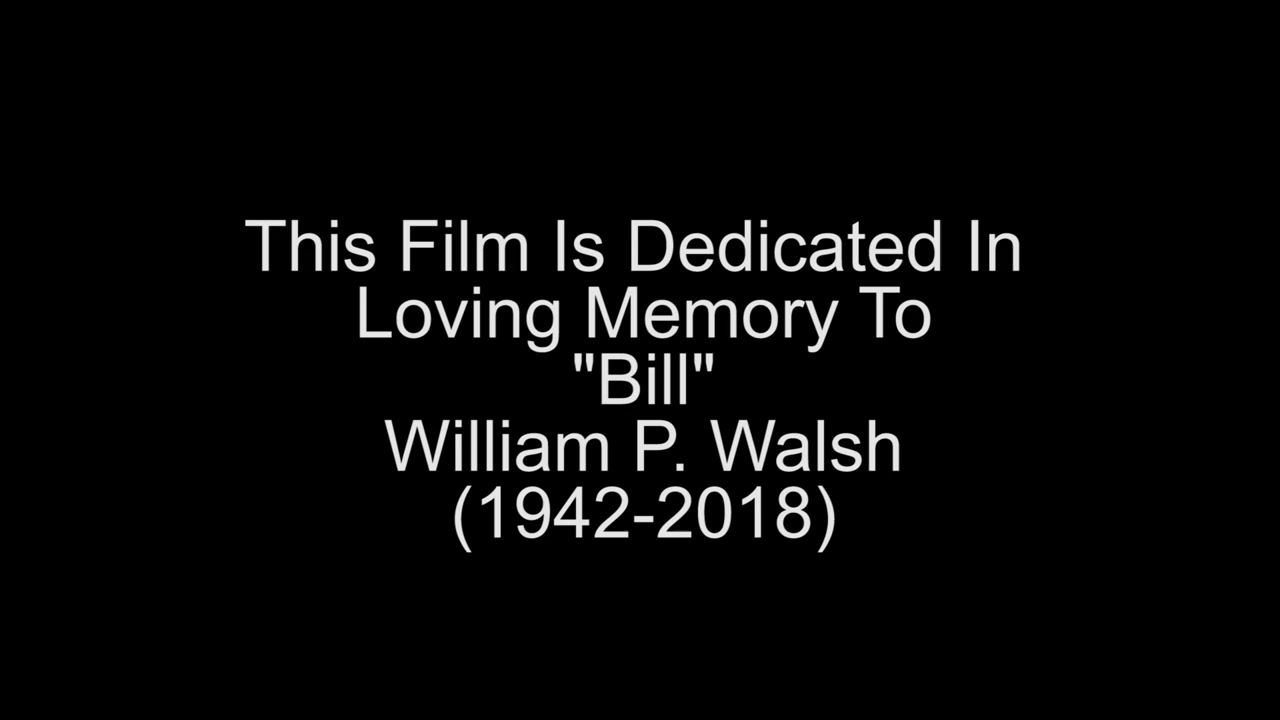 This Film Is Dedicated In
Loving Memory To
"Bill"
William P. Walsh
(1942-2018)